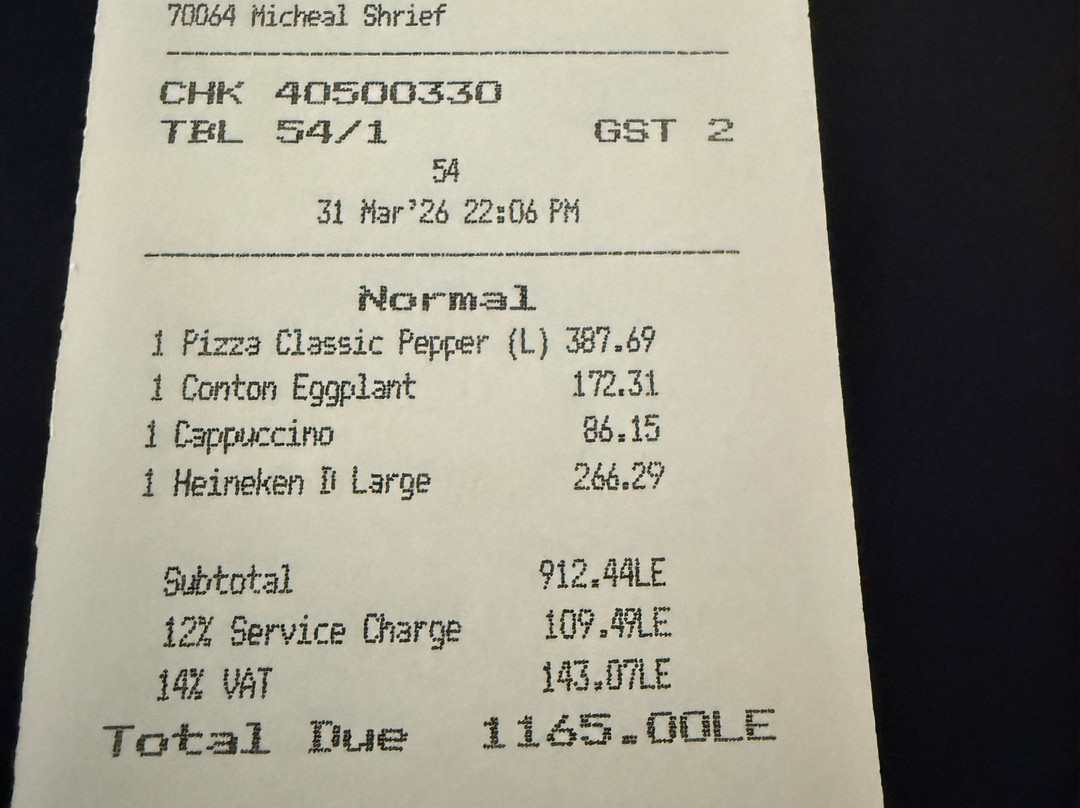 70064 Micheal Shrief
CHK 40500330
TBL 54/1 GST 2
54
31 Mar'26 22:06 PM
Normal
1 Pizza Classic Pepper (L) 387.69
1 Conton Eggplant 172.31
1 Cappuccino 86.15
1 Heineken D Large 266.29
Subtotal 912.44LE
12% Service Charge 109.49LE
14% VAT 143.07LE
Total Due 1165.00LE